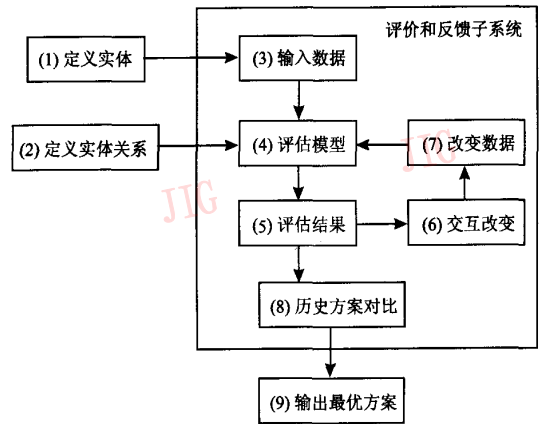 评价和反馈子系统
(1) 定义实体
(3) 输入数据
(2) 定义实体关系
(4) 评估模型
(7) 改变数据
JIG
JIG
(5) 评估结果
(6) 交互改变
(8) 历史方案对比
(9) 输出最优方案